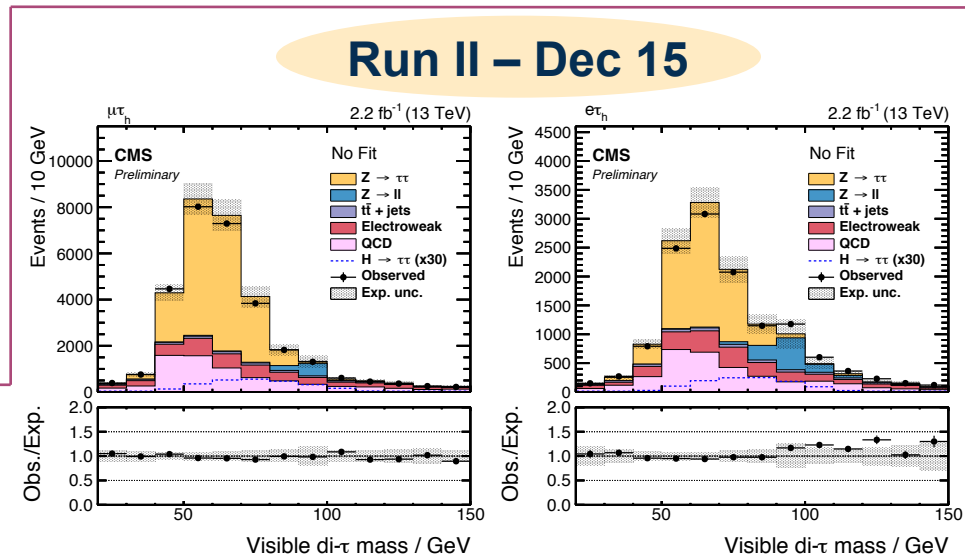 Run II – Dec 15
μτh
2.2 fb-1 (13 TeV)
Events / 10 GeV
10000
8000
6000
4000
2000
0
CMS
Preliminary
No Fit
Z → ττ
Z → ll
tt̄ + jets
Electroweak
QCD
H → ττ (x30)
Observed
Exp. unc.
Obs./Exp.
2.0
1.5
1.0
0.5
0.0
50
100
150
Visible di-τ mass / GeV
eτh
2.2 fb-1 (13 TeV)
Events / 10 GeV
4500
4000
3500
3000
2500
2000
1500
1000
500
0
CMS
Preliminary
No Fit
Z → ττ
Z → ll
tt̄ + jets
Electroweak
QCD
H → ττ (x30)
Observed
Exp. unc.
Obs./Exp.
2.0
1.5
1.0
0.5
0.0
50
100
150
Visible di-τ mass / GeV